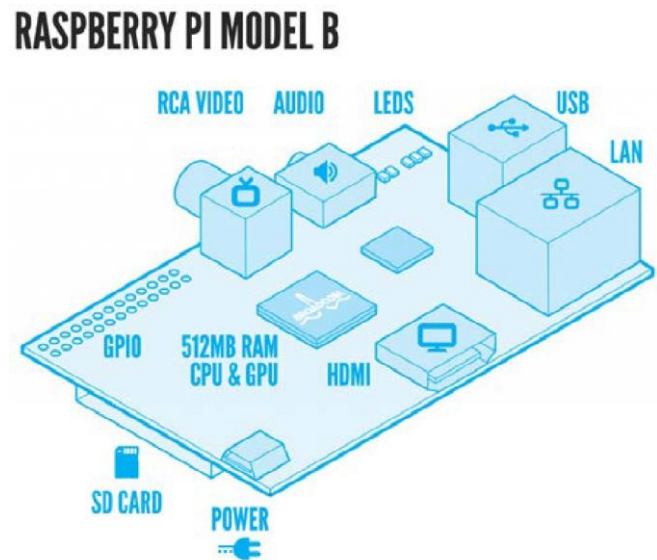 RASPBERRY PI MODEL B
RCA VIDEO
AUDIO
LEDS
USB
LAN
GPIO
512MB RAM
CPU & GPU
HDMI
SD CARD
POWER